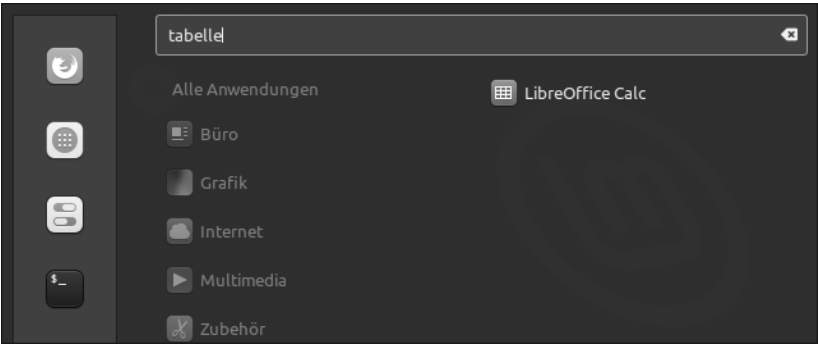 tabelle
Alle Anwendungen
Büro
Grafik
Internet
Multimedia
Zubehör
LibreOffice Calc
$_